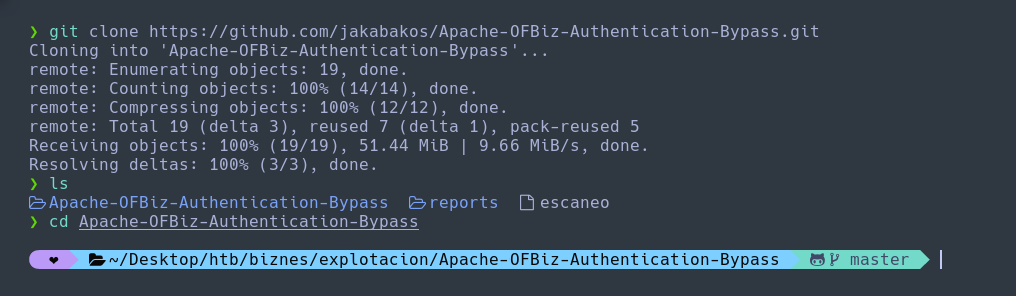 ❯ git clone https://github.com/jakabakos/Apache-OFBiz-Authentication-Bypass.git
Cloning into 'Apache-OFBiz-Authentication-Bypass'...
remote: Enumerating objects: 19, done.
remote: Counting objects: 100% (14/14), done.
remote: Compressing objects: 100% (12/12), done.
remote: Total 19 (delta 3), reused 7 (delta 1), pack-reused 5
Receiving objects: 100% (19/19), 51.44 MiB | 9.66 MiB/s, done.
Resolving deltas: 100% (3/3), done.
❯ ls
Apache-OFBiz-Authentication-Bypass reports escaneo
❯ cd Apache-OFBiz-Authentication-Bypass
❤ ~/Desktop/htb/biznes/explotacion/Apache-OFBiz-Authentication-Bypass master